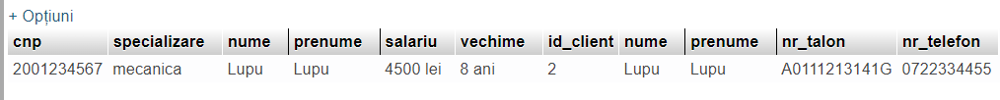 + Opțiuni
cnp specializare nume prenume salariu vechime id_client nume prenume nr_talon nr_telefon
2001234567 mecanica Lupu Lupu 4500 lei 8 ani 2 Lupu Lupu A0111213141G 0722334455